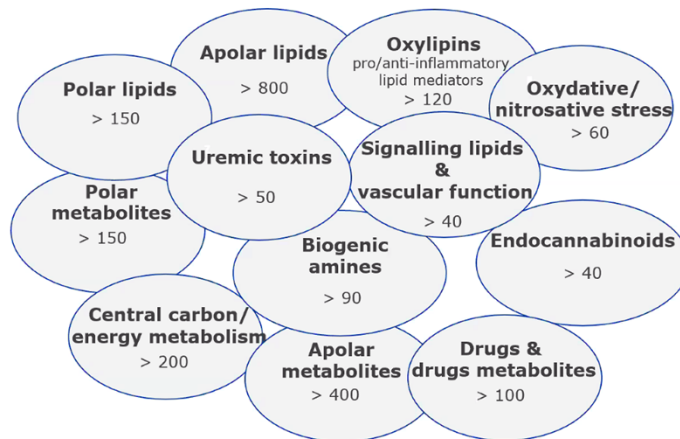 Apolar lipids
> 800
Oxylipins
pro/anti-inflammatory
lipid mediators
> 120
Polar lipids
> 150
Oxydative/
nitrosative stress
> 60
Uremic toxins
> 50
Signalling lipids
&
vascular function
> 40
Polar
metabolites
> 150
Biogenic
amines
> 90
Endocannabinoids
> 40
Central carbon/
energy metabolism
> 200
Apolar
metabolites
> 400
Drugs &
drugs metabolites
> 100